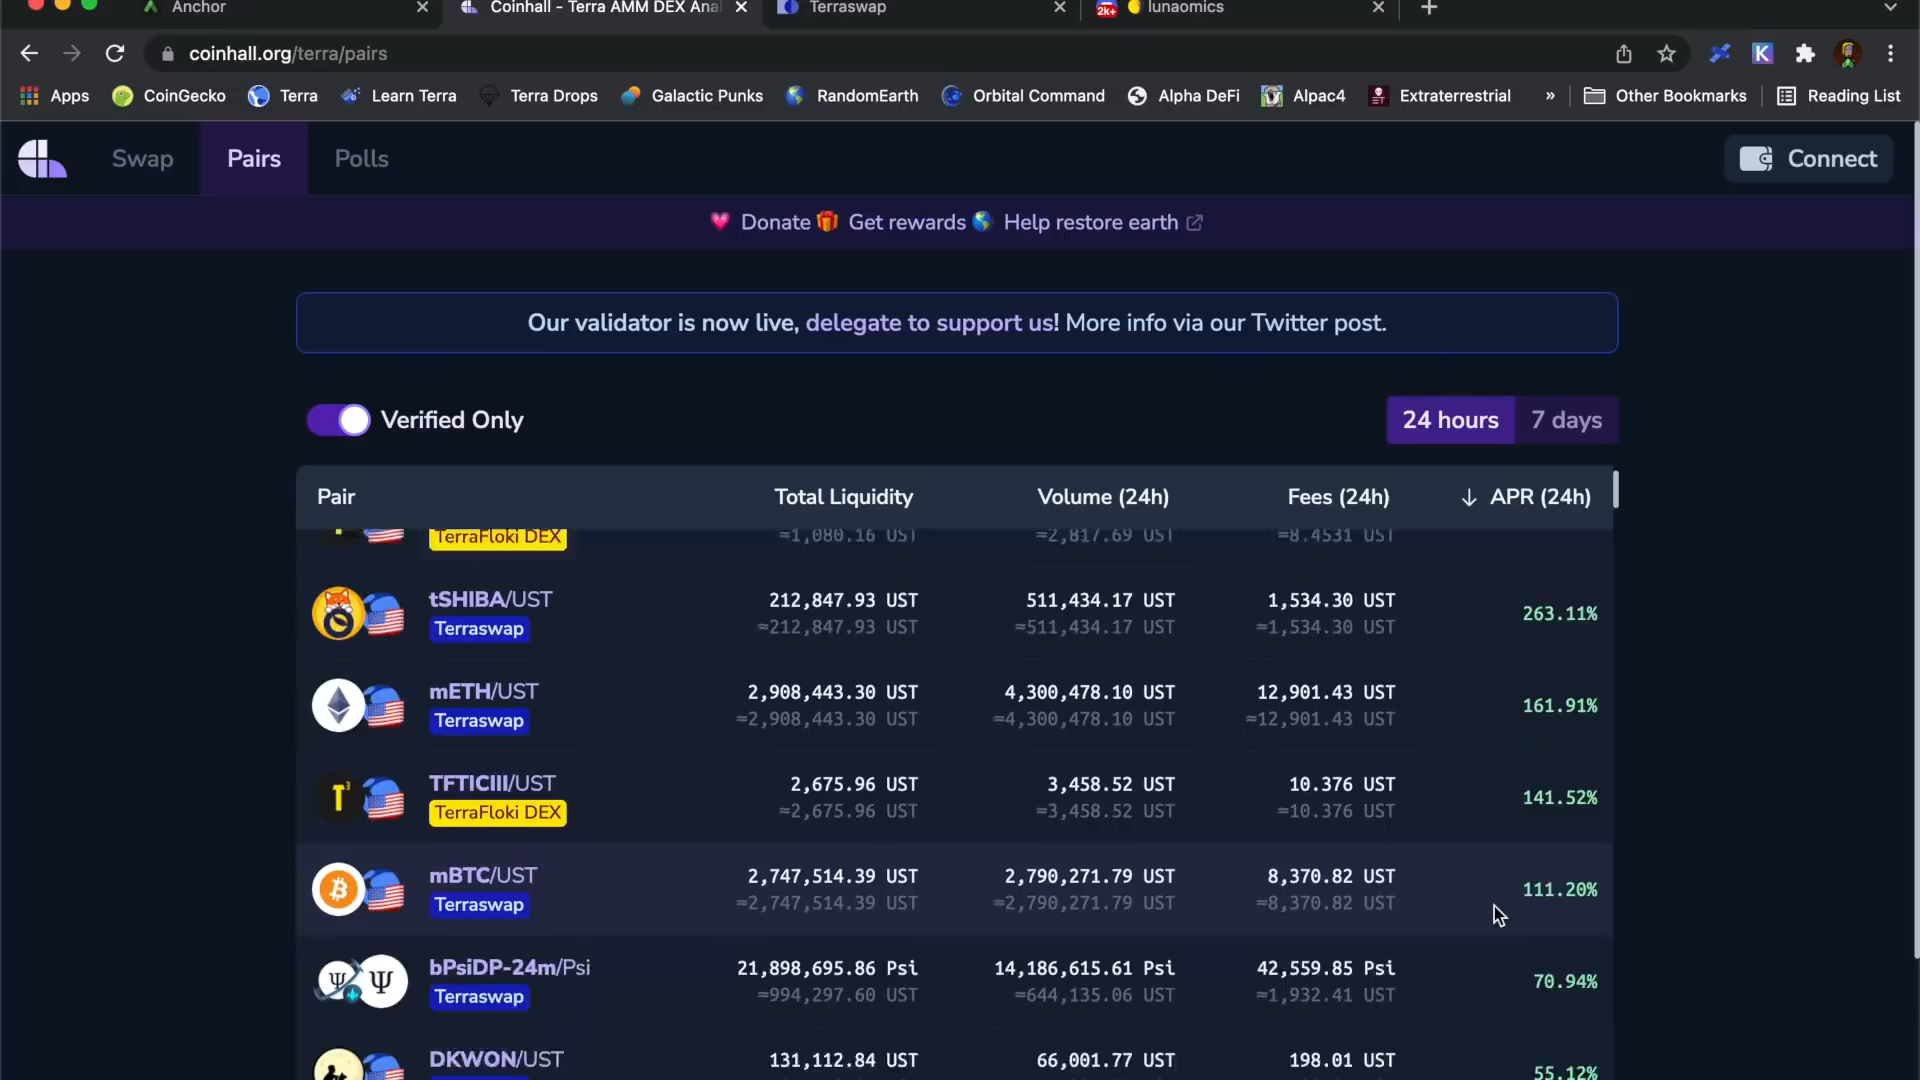 Anchor
Coinhall - Terra AMM DEX Anal
Terraswap
2k+
lunaomics
coinhall.org/terra/pairs
K
Apps
CoinGecko
Terra
Learn Terra
Terra Drops
Galactic Punks
RandomEarth
Orbital Command
Alpha DeFi
Alpac4
Extraterrestrial
»
Other Bookmarks
Reading List
Swap
Pairs
Polls
Connect
Donate Get rewards Help restore earth
Our validator is now live, delegate to support us! More info via our Twitter post.
Verified Only
24 hours
7 days
Pair Total Liquidity Volume (24h) Fees (24h) ↓ APR (24h)
TerraFloki DEX ≈1,080.16 UST ≈2,817.69 UST ≈8.4531 UST
tSHIBA/UST 212,847.93 UST 511,434.17 UST 1,534.30 UST
263.11%
Terraswap ≈212,847.93 UST ≈511,434.17 UST ≈1,534.30 UST
mETH/UST 2,908,443.30 UST 4,300,478.10 UST 12,901.43 UST
161.91%
Terraswap ≈2,908,443.30 UST ≈4,300,478.10 UST ≈12,901.43 UST
TFTICIII/UST 2,675.96 UST 3,458.52 UST 10.376 UST
141.52%
TerraFloki DEX ≈2,675.96 UST ≈3,458.52 UST ≈10.376 UST
mBTC/UST 2,747,514.39 UST 2,790,271.79 UST 8,370.82 UST
111.20%
Terraswap ≈2,747,514.39 UST ≈2,790,271.79 UST ≈8,370.82 UST
bPsiDP-24m/Psi 21,898,695.86 Psi 14,186,615.61 Psi 42,559.85 Psi
70.94%
Terraswap ≈994,297.60 UST ≈644,135.06 UST ≈1,932.41 UST
DKWON/UST 131,112.84 UST 66,001.77 UST 198.01 UST
55.12%